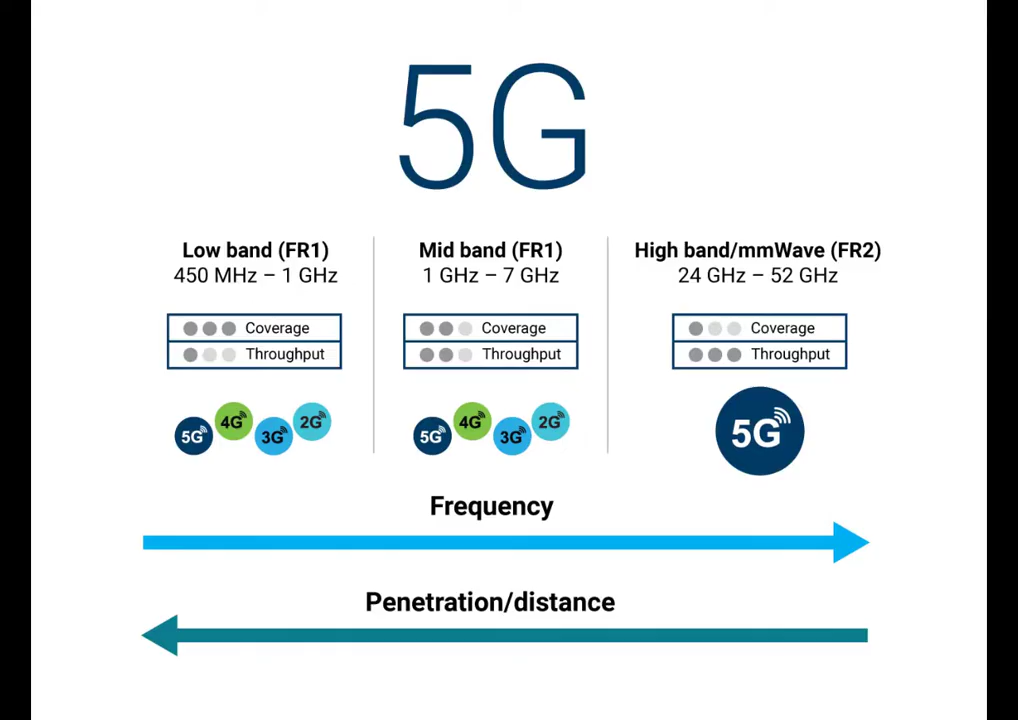 5G
Low band (FR1)
450 MHz – 1 GHz
Coverage
Throughput
5G 4G 3G 2G
Mid band (FR1)
1 GHz – 7 GHz
Coverage
Throughput
5G 4G 3G 2G
High band/mmWave (FR2)
24 GHz – 52 GHz
Coverage
Throughput
5G
Frequency
Penetration/distance